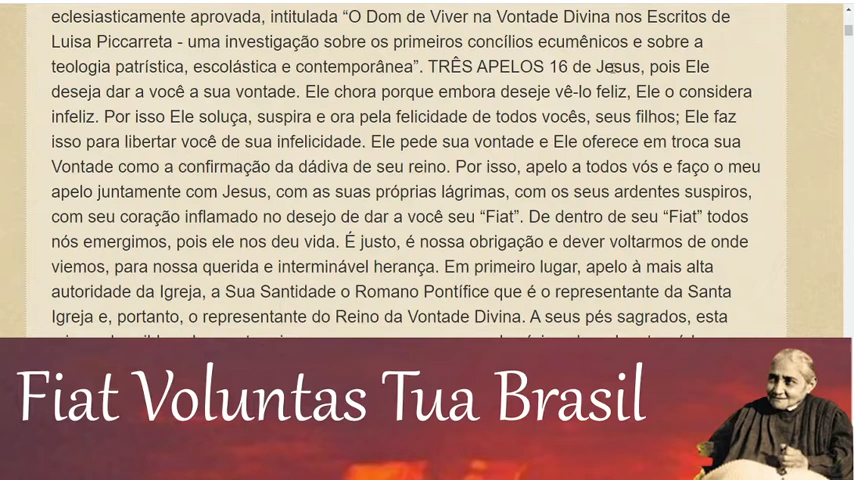 eclesiasticamente aprovada, intitulada “O Dom de Viver na Vontade Divina nos Escritos de
Luisa Piccarreta - uma investigação sobre os primeiros concílios ecumênicos e sobre a
teologia patrística, escolástica e contemporânea”. TRÊS APELOS 16 de Jesus, pois Ele
deseja dar a você a sua vontade. Ele chora porque embora deseje vê-lo feliz, Ele o considera
infeliz. Por isso Ele soluça, suspira e ora pela felicidade de todos vocês, seus filhos; Ele faz
isso para libertar você de sua infelicidade. Ele pede sua vontade e Ele oferece em troca sua
Vontade como a confirmação da dádiva de seu reino. Por isso, apelo a todos vós e faço o meu
apelo juntamente com Jesus, com as suas próprias lágrimas, com os seus ardentes suspiros,
com seu coração inflamado no desejo de dar a você seu “Fiat”. De dentro de seu “Fiat” todos
nós emergimos, pois ele nos deu vida. É justo, é nossa obrigação e dever voltarmos de onde
viemos, para nossa querida e interminável herança. Em primeiro lugar, apelo à mais alta
autoridade da Igreja, a Sua Santidade o Romano Pontífice que é o representante da Santa
Igreja e, portanto, o representante do Reino da Vontade Divina. A seus pés sagrados, esta
Fiat Voluntas Tua Brasil